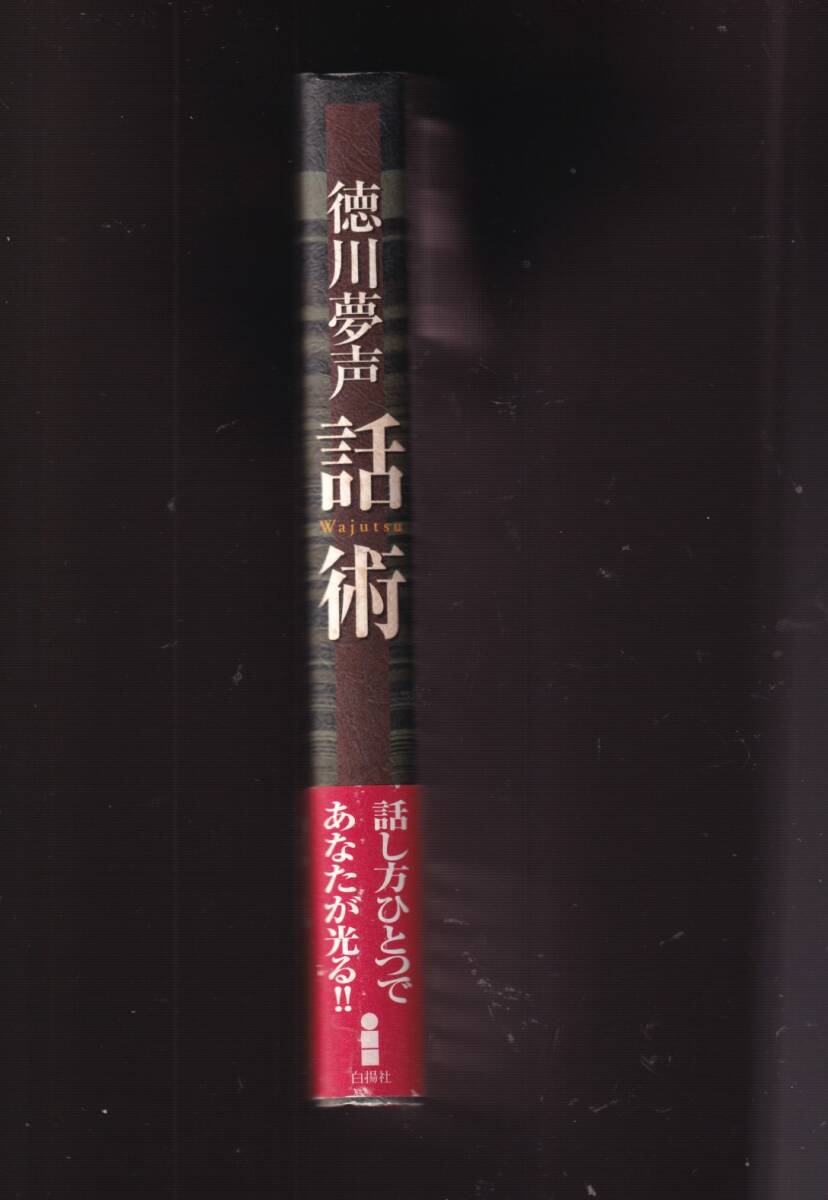 徳川夢声
話術
Wajutsu
話し方ひとつで
あなたが光る!!
白揚社